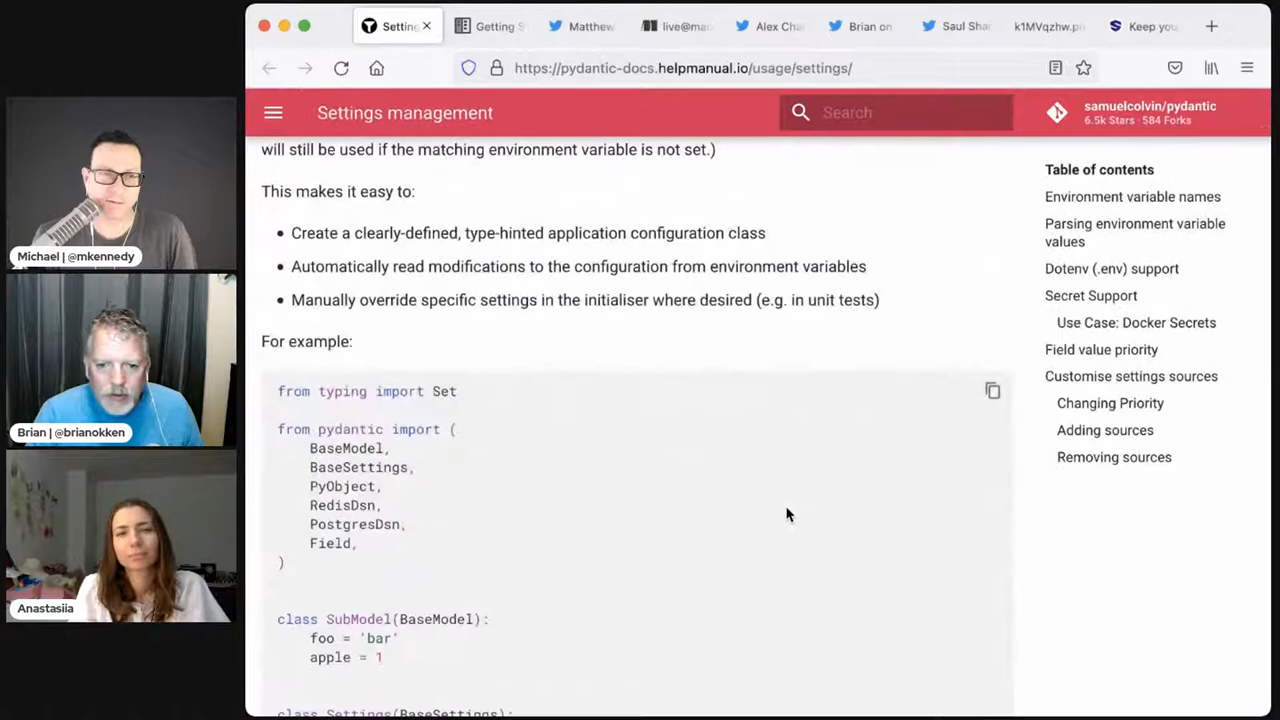 Settin
Getting S
Matthew
live@mac
Alex Cha
Brian on
Saul Sha
k1MVqzhw.pn
Keep you
https://pydantic-docs.helpmanual.io/usage/settings/
Settings management
Search
samuelcolvin/pydantic
6.5k Stars · 584 Forks
will still be used if the matching environment variable is not set.)
This makes it easy to:
• Create a clearly-defined, type-hinted application configuration class
• Automatically read modifications to the configuration from environment variables
• Manually override specific settings in the initialiser where desired (e.g. in unit tests)
For example:
from typing import Set
from pydantic import (
BaseModel,
BaseSettings,
PyObject,
RedisDsn,
PostgresDsn,
Field,
)
class SubModel(BaseModel):
foo = 'bar'
apple = 1
class Settings(BaseSettings):
Table of contents
Environment variable names
Parsing environment variable
values
Dotenv (.env) support
Secret Support
Use Case: Docker Secrets
Field value priority
Customise settings sources
Changing Priority
Adding sources
Removing sources
Michael | @mkennedy
Brian | @brianokken
Anastasiia